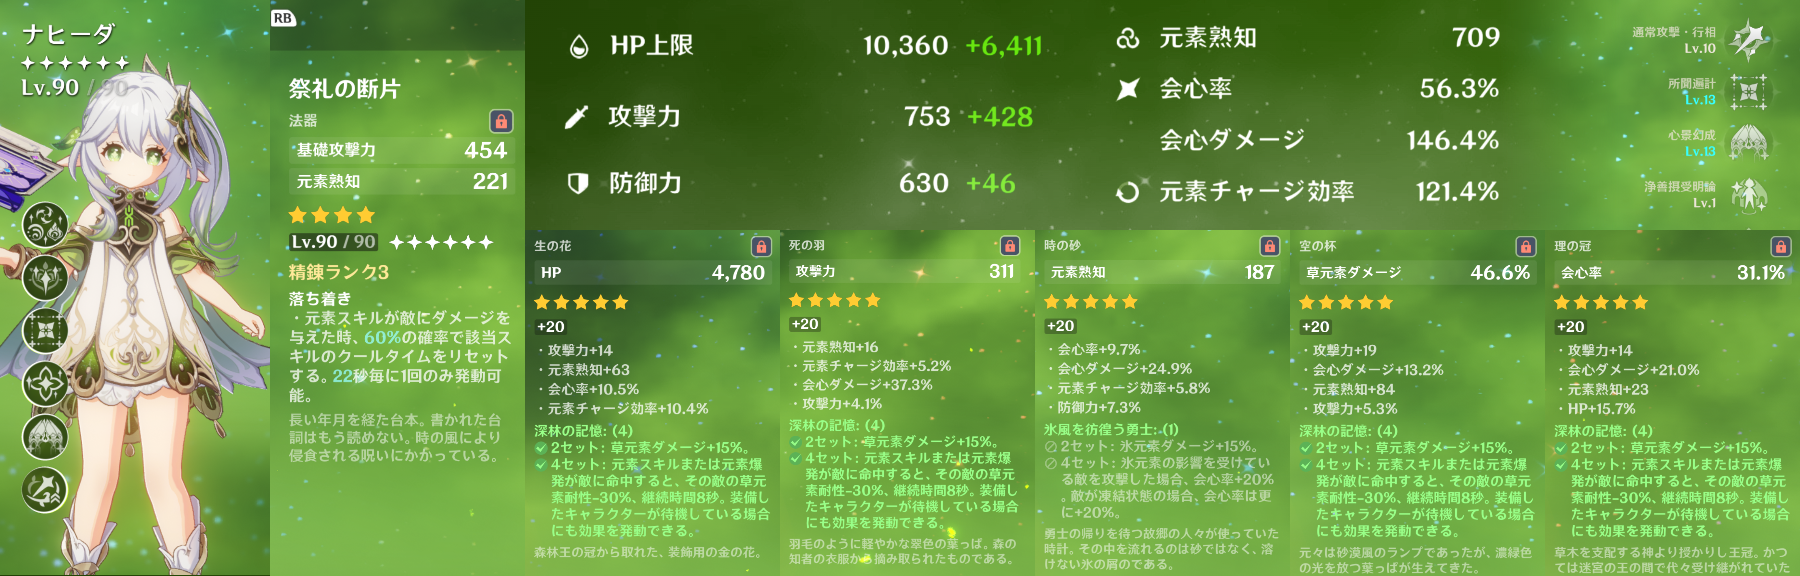 ナヒーダ
Lv.90 / 90
RB
祭礼の断片
法器
基礎攻撃力 454
元素熟知 221
Lv.90 / 90
精錬ランク3
落ち着き
・元素スキルが敵にダメージを
与えた時、60%の確率で該当ス
キルのクールタイムをリセット
する。22秒毎に1回のみ発動可
能。
長い年月を経た台本。書かれた台
詞はもう読めない。時の風により
侵食される呪いにかかっている。
HP上限 10,360 +6,411
攻撃力 753 +428
防御力 630 +46
元素熟知 709
会心率 56.3%
会心ダメージ 146.4%
元素チャージ効率 121.4%
通常攻撃・行相
Lv.10
所聞遍計
Lv.13
心景幻成
Lv.13
浄善摂受明論
Lv.1
生の花
HP 4,780
+20
・攻撃力+14
・元素熟知+63
・会心率+10.5%
・元素チャージ効率+10.4%
深林の記憶: (4)
2セット: 草元素ダメージ+15%。
4セット: 元素スキルまたは元素爆
発が敵に命中すると、その敵の草元
素耐性-30%、継続時間8秒。装備し
たキャラクターが待機している場合
にも効果を発動できる。
森林王の冠から取れた、装飾用の金の花。
死の羽
攻撃力 311
+20
・元素熟知+16
・元素チャージ効率+5.2%
・会心ダメージ+37.3%
・攻撃力+4.1%
深林の記憶: (4)
2セット: 草元素ダメージ+15%。
4セット: 元素スキルまたは元素爆
発が敵に命中すると、その敵の草元
素耐性-30%、継続時間8秒。装備し
たキャラクターが待機している場合
にも効果を発動できる。
羽毛のように軽やかな翠色の葉っぱ。森の
知者の衣服から摘み取られたものである。
時の砂
元素熟知 187
+20
・会心率+9.7%
・会心ダメージ+24.9%
・元素チャージ効率+5.8%
・防御力+7.3%
氷風を彷徨う勇士: (1)
2セット: 氷元素ダメージ+15%。
4セット: 氷元素の影響を受けてい
る敵を攻撃した場合、会心率+20%
。敵が凍結状態の場合、会心率は更
に+20%。
勇士の帰りを待つ故郷の人々が使っていた
時計。その中を流れるのは砂ではなく、溶
けない氷の屑のである。
空の杯
草元素ダメージ 46.6%
+20
・攻撃力+19
・会心ダメージ+13.2%
・元素熟知+84
・攻撃力+5.3%
深林の記憶: (4)
2セット: 草元素ダメージ+15%。
4セット: 元素スキルまたは元素爆
発が敵に命中すると、その敵の草元
素耐性-30%、継続時間8秒。装備し
たキャラクターが待機している場合
にも効果を発動できる。
元々は砂漠風のランプであったが、濃緑色
の光を放つ葉っぱが生えてきた。
理の冠
会心率 31.1%
+20
・攻撃力+14
・会心ダメージ+21.0%
・元素熟知+23
・HP+15.7%
深林の記憶: (4)
2セット: 草元素ダメージ+15%。
4セット: 元素スキルまたは元素爆
発が敵に命中すると、その敵の草元
素耐性-30%、継続時間8秒。装備し
たキャラクターが待機している場合
にも効果を発動できる。
草木を支配する神より授かりし王冠。かつ
ては迷宮の王の間で代々受け継がれていた